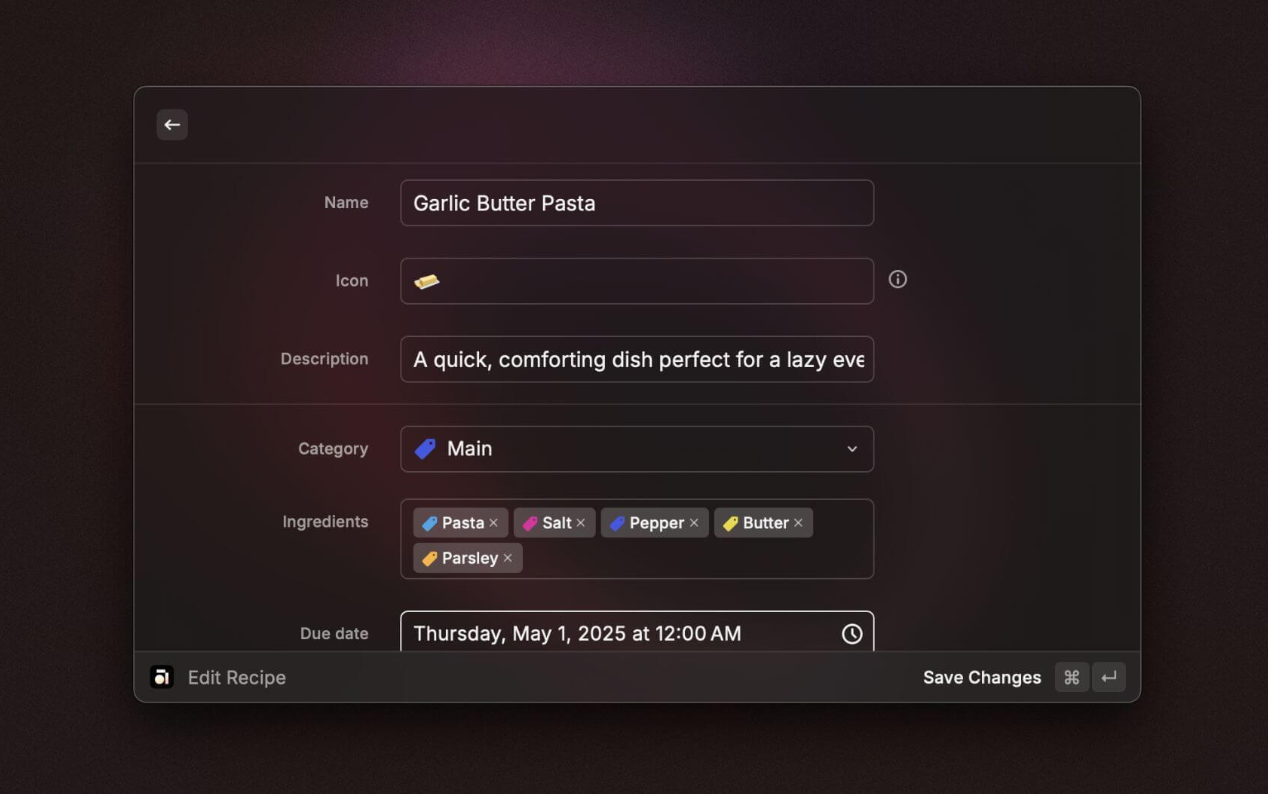 Name
Garlic Butter Pasta
Icon
Description
A quick, comforting dish perfect for a lazy eve
Category
Main
Ingredients
Pasta × Salt × Pepper × Butter ×
Parsley ×
Due date
Thursday, May 1, 2025 at 12:00 AM
Edit Recipe
Save Changes ⌘ ↵